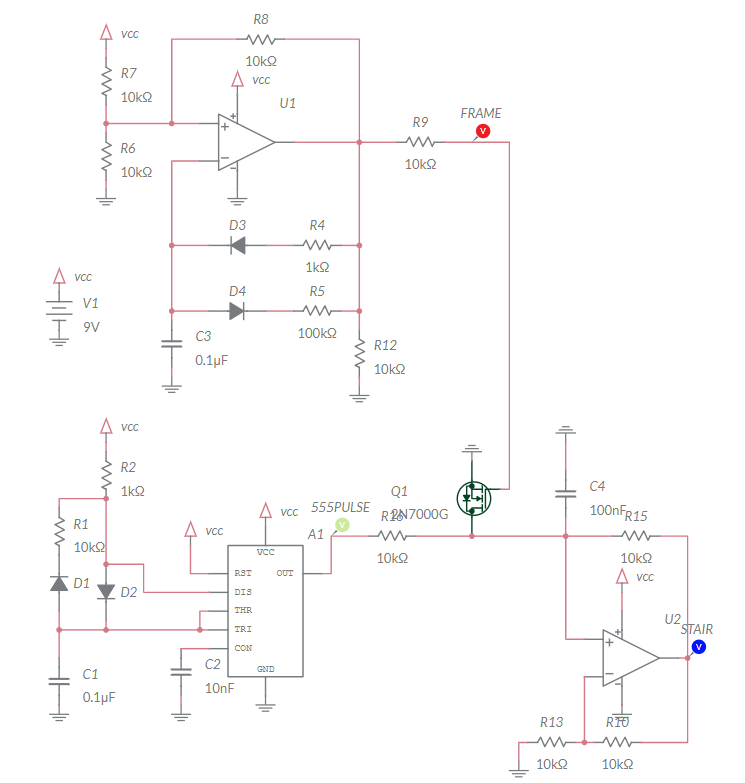 R8
vcc
R7
10kΩ
10kΩ
vcc
U1
FRAME
V
R9
R6
10kΩ
10kΩ
D3
R4
1kΩ
vcc
V1
9V
D4
R5
100kΩ
C3
0.1µF
R12
10kΩ
vcc
R2
1kΩ
Q1
2N7000G
C4
100nF
555PULSE
V
vcc
R1
10kΩ
vcc
A1
R15
10kΩ
10kΩ
VCC
RST
OUT
DIS
THR
TRI
CON
GND
D1
D2
vcc
U2
STAIR
V
C1
0.1µF
C2
10nF
R13
R10
10kΩ
10kΩ